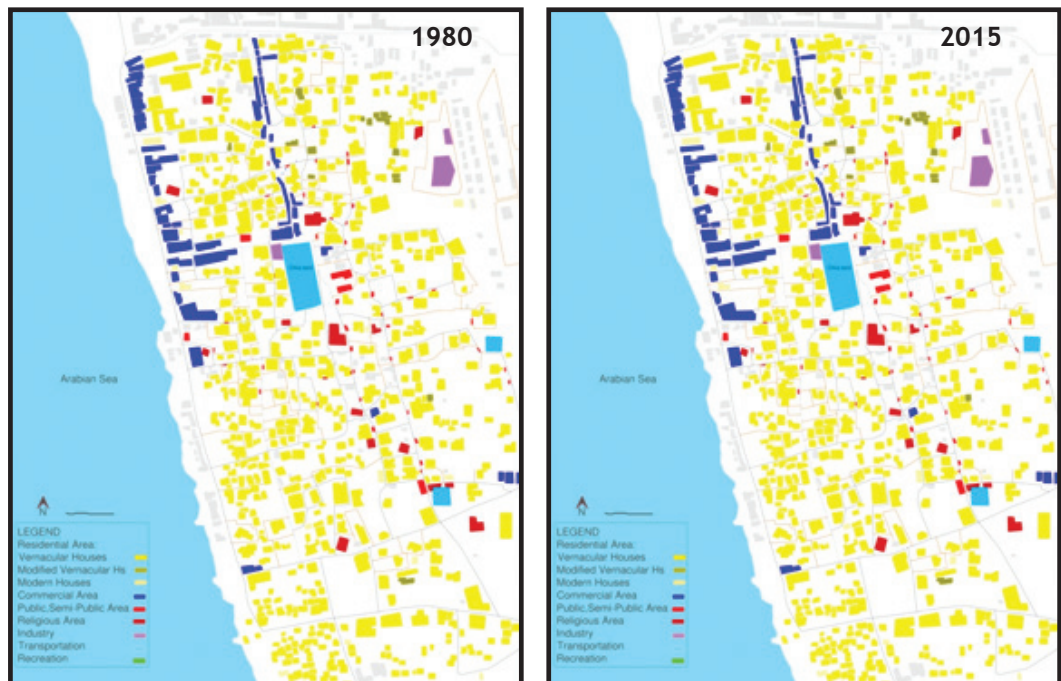 1980
Arabian Sea
N
LEGEND
Residential Area:
Vernacular Houses
Modified Vernacular Hs
Modern Houses
Commercial Area
Public,Semi-Public Area
Religious Area
Industry
Transportation
Recreation
2015
Arabian Sea
N
LEGEND
Residential Area:
Vernacular Houses
Modified Vernacular Hs
Modern Houses
Commercial Area
Public,Semi-Public Area
Religious Area
Industry
Transportation
Recreation